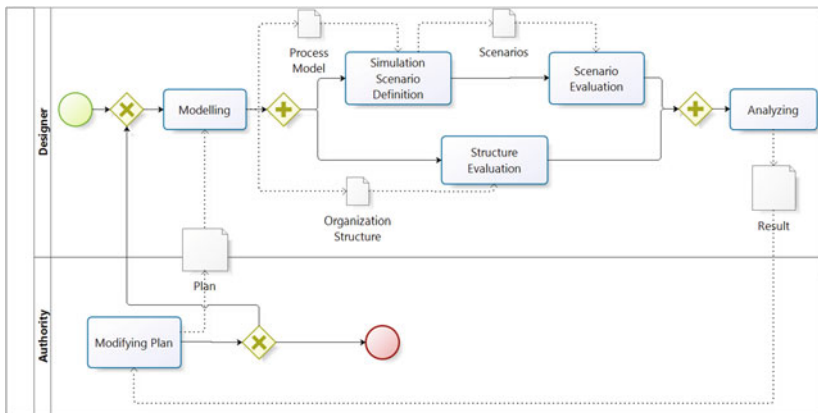 Designer
Process
Model
Scenarios
Modelling
Simulation
Scenario
Definition
Scenario
Evaluation
Analyzing
Structure
Evaluation
Organization
Structure
Result
Plan
Authority
Modifying Plan